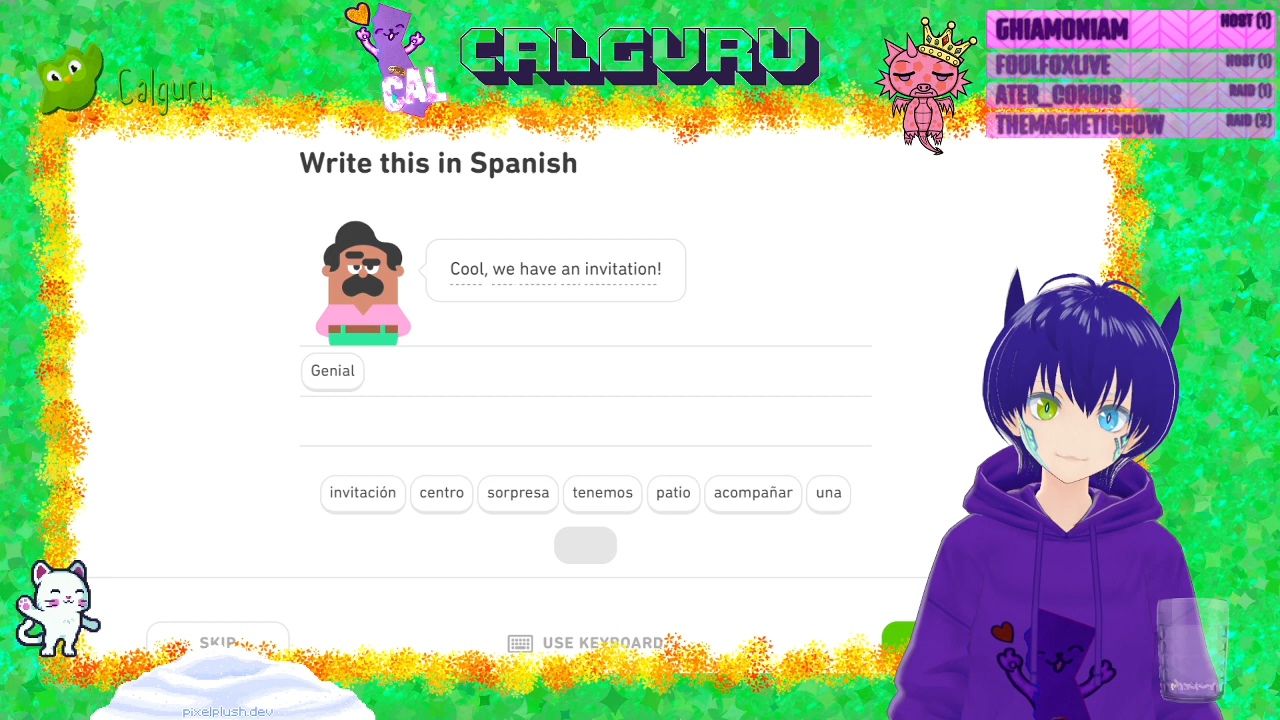 Calguru
CAL
CALGURU
GHIAMONIAM HOST (1)
FOULFOXLIVE HOST (1)
ATER_CORDIS RAID (1)
THEMAGNETICCOW RAID (2)
Write this in Spanish
Cool, we have an invitation!
Genial
invitación centro sorpresa tenemos patio acompañar una
SKIP USE KEYBOARD
pixelplush.dev